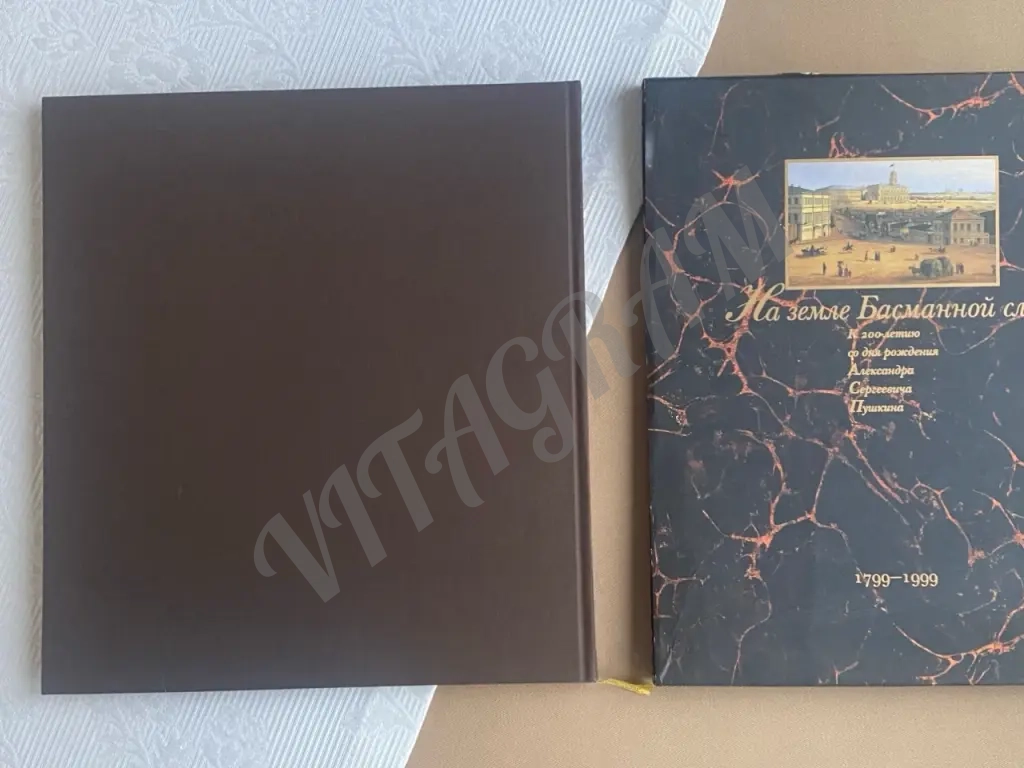 VITAGRAM
На земле Басманной сл
К 200-летию
со дня рождения
Александра
Сергеевича
Пушкина
1799–1999